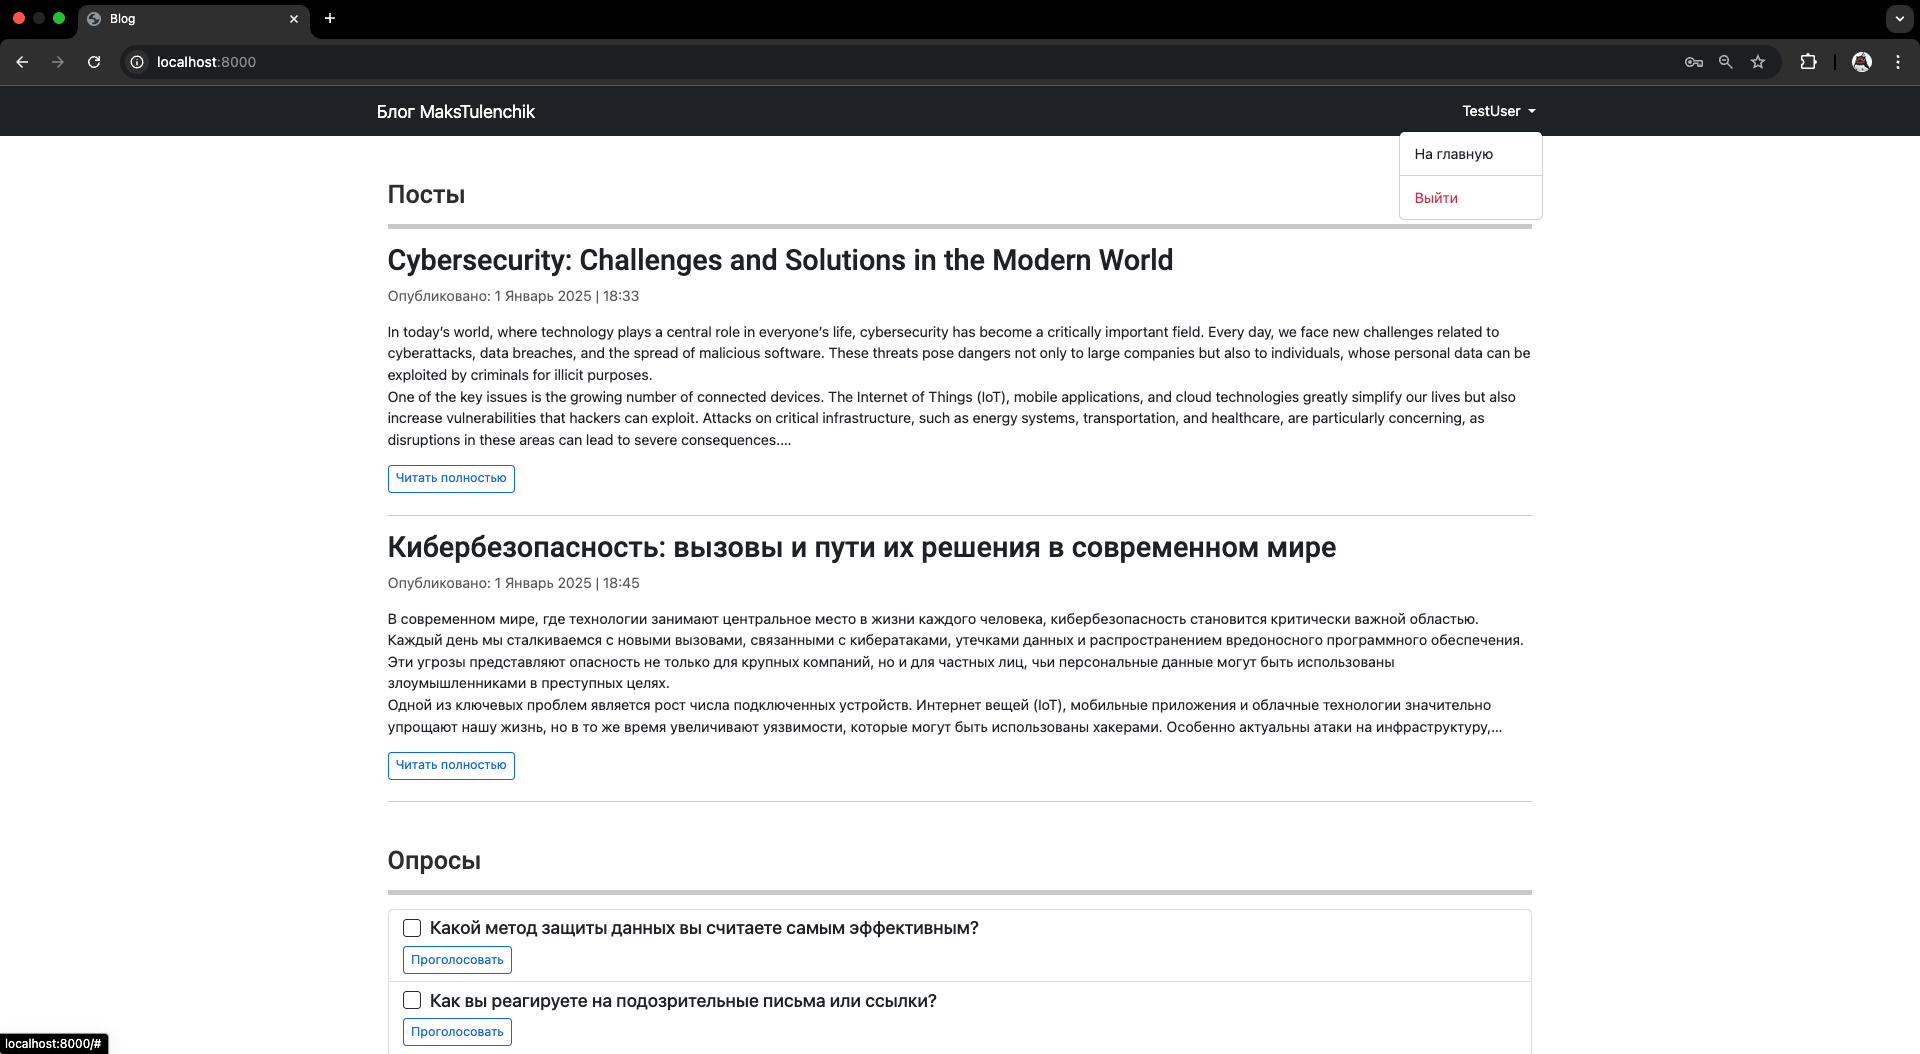 Blog
localhost:8000
Блог MaksTulenchik
TestUser
На главную
Выйти
Посты
Cybersecurity: Challenges and Solutions in the Modern World
Опубликовано: 1 Январь 2025 | 18:33
In today's world, where technology plays a central role in everyone's life, cybersecurity has become a critically important field. Every day, we face new challenges related to
cyberattacks, data breaches, and the spread of malicious software. These threats pose dangers not only to large companies but also to individuals, whose personal data can be
exploited by criminals for illicit purposes.
One of the key issues is the growing number of connected devices. The Internet of Things (IoT), mobile applications, and cloud technologies greatly simplify our lives but also
increase vulnerabilities that hackers can exploit. Attacks on critical infrastructure, such as energy systems, transportation, and healthcare, are particularly concerning, as
disruptions in these areas can lead to severe consequences....
Читать полностью
Кибербезопасность: вызовы и пути их решения в современном мире
Опубликовано: 1 Январь 2025 | 18:45
В современном мире, где технологии занимают центральное место в жизни каждого человека, кибербезопасность становится критически важной областью.
Каждый день мы сталкиваемся с новыми вызовами, связанными с кибератаками, утечками данных и распространением вредоносного программного обеспечения.
Эти угрозы представляют опасность не только для крупных компаний, но и для частных лиц, чьи персональные данные могут быть использованы
злоумышленниками в преступных целях.
Одной из ключевых проблем является рост числа подключенных устройств. Интернет вещей (IoT), мобильные приложения и облачные технологии значительно
упрощают нашу жизнь, но в то же время увеличивают уязвимости, которые могут быть использованы хакерами. Особенно актуальны атаки на инфраструктуру,...
Читать полностью
Опросы
Какой метод защиты данных вы считаете самым эффективным?
Проголосовать
Как вы реагируете на подозрительные письма или ссылки?
Проголосовать
localhost:8000/#